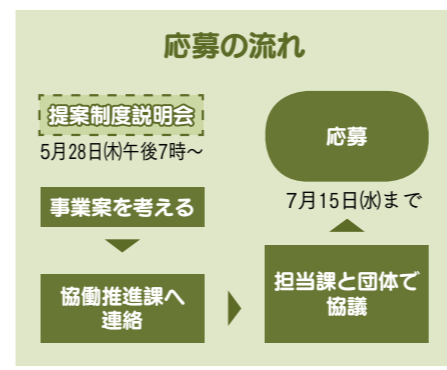 応募の流れ
提案制度説明会
5月28日㈭午後7時〜
事業案を考える
協働推進課へ
連絡
担当課と団体で
協議
応募
7月15日㈬まで